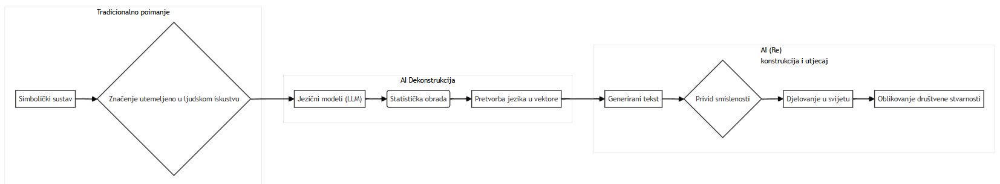 Tradicionalno poimanje
Simbolički sustav
Značenje utemeljeno u ljudskom iskustvu
AI Dekonstrukcija
Jezični modeli (LLM)
Statistička obrada
Pretvorba jezika u vektore
AI (Re)
konstrukcija i utjecaj
Generirani tekst
Privid smislenosti
Djelovanje u svijetu
Oblikovanje društvene stvarnosti